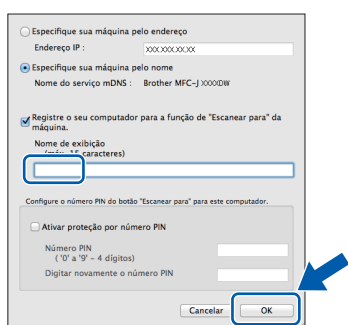 Especifique sua máquina pelo endereço
Endereço IP : XXX.XXX.XX.XX
Especifique sua máquina pelo nome
Nome do serviço mDNS : Brother MFC-J XXXXDW
Registre o seu computador para a função de "Escanear para" da
máquina.
Nome de exibição
(máx. 15 caracteres)
Configure o número PIN do botão "Escanear para" para este computador.
Ativar proteção por número PIN
Número PIN
( '0' a '9' - 4 dígitos)
Digitar novamente o número PIN
Cancelar OK